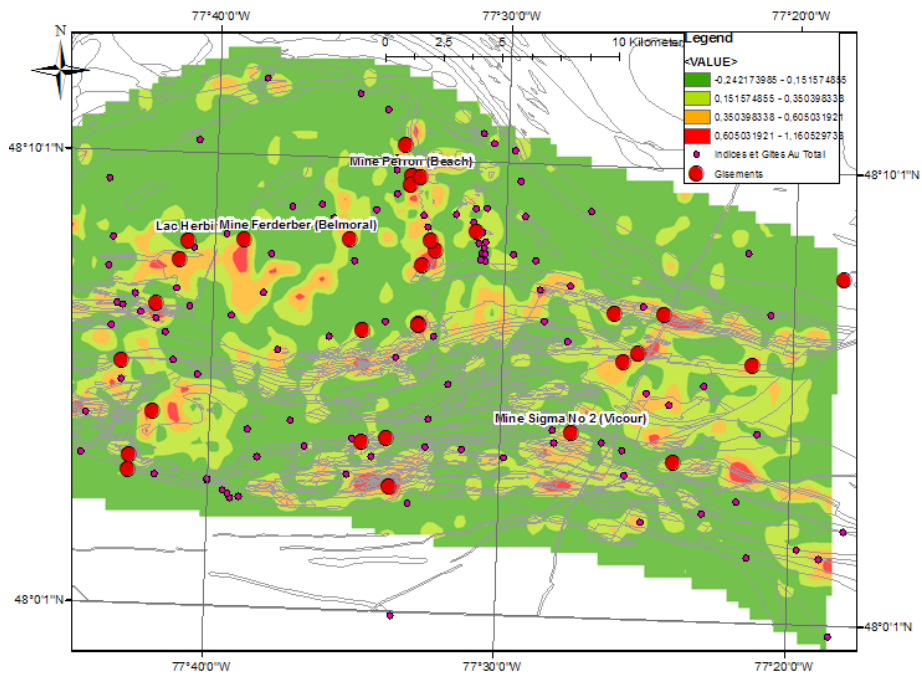 77°40'0"W 77°30'0"W 77°20'0"W
N
0 2,5 5 10 Kilometer
Legend
<VALUE>
-0,242173985 - 0,151574855
0,151574855 - 0,350398338
0,350398338 - 0,605031921
0,605031921 - 1,160529736
Indices et Gites Au Total
Gisements
48°10'1"N
48°10'1"N
Mine Perron (Beach)
Lac Herbi
Mine Ferderber (Belmoral)
Mine Sigma No 2 (Vicour)
48°0'1"N
48°0'1"N
77°40'0"W 77°30'0"W 77°20'0"W